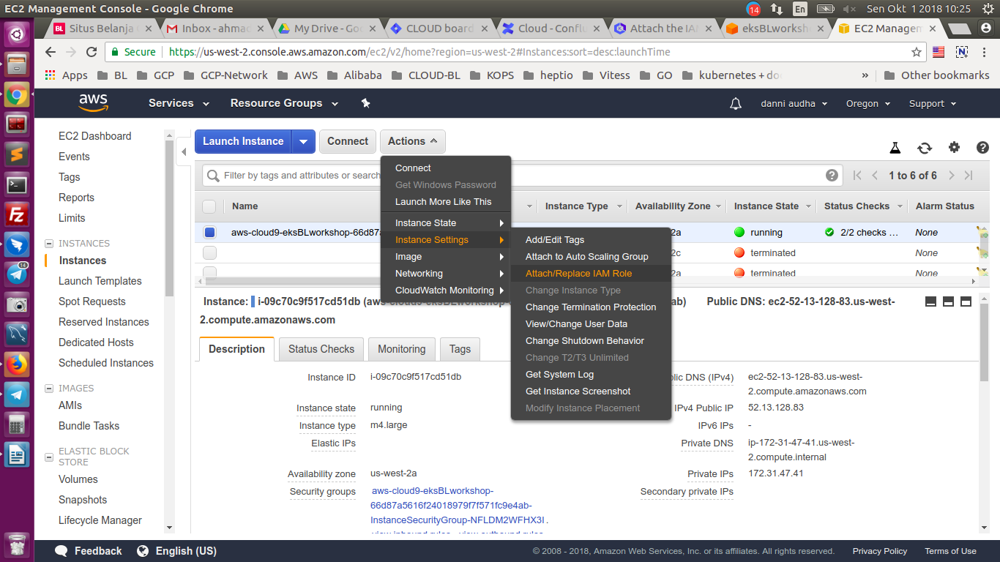 EC2 Management Console - Google Chrome
14
En
Sen Okt 1 2018 10:25
BL Situs Belanja
Inbox - ahma
My Drive - Goo
CLOUD board
Cloud - Conflu
Attach the IA
eksBLworksh
EC2 Managem
Secure https://us-west-2.console.aws.amazon.com/ec2/v2/home?region=us-west-2#Instances:sort=desc:launchTime
Apps BL GCP GCP-Network AWS Alibaba CLOUD-BL KOPS heptio Vitess GO kubernetes + do » Other bookmarks
aws Services Resource Groups danni audha Oregon Support
EC2 Dashboard
Events
Tags
Reports
Limits
INSTANCES
Instances
Launch Templates
Spot Requests
Reserved Instances
Dedicated Hosts
Scheduled Instances
IMAGES
AMIs
Bundle Tasks
ELASTIC BLOCK
STORE
Volumes
Snapshots
Lifecycle Manager
14
Launch Instance Connect Actions
Filter by tags and attributes or search
1 to 6 of 6
Name Instance Type Availability Zone Instance State Status Checks Alarm Status
aws-cloud9-eksBLworkshop-66d87a 2a running 2/2 checks … None
2c terminated None
2a terminated None
Connect
Get Windows Password
Launch More Like This
Instance State
Instance Settings
Image
Networking
CloudWatch Monitoring
Add/Edit Tags
Attach to Auto Scaling Group
Attach/Replace IAM Role
Change Instance Type
Change Termination Protection
View/Change User Data
Change Shutdown Behavior
Change T2/T3 Unlimited
Get System Log
Get Instance Screenshot
Modify Instance Placement
Instance: i-09c70c9f517cd51db (aws-cloud9-eksBLworkshop ab) Public DNS: ec2-52-13-128-83.us-west-
2.compute.amazonaws.com
Description Status Checks Monitoring Tags
Instance ID i-09c70c9f517cd51db
Instance state running
Instance type m4.large
Elastic IPs
Availability zone us-west-2a
Security groups aws-cloud9-eksBLworkshop-
66d87a5616f24018979f7f571fc9e4ab-
InstanceSecurityGroup-NFLDM2WFHX3I .
view inbound rules view outbound rules
blic DNS (IPv4) ec2-52-13-128-83.us-west-
2.compute.amazonaws.com
IPv4 Public IP 52.13.128.83
IPv6 IPs -
Private DNS ip-172-31-47-41.us-west-
2.compute.internal
Private IPs 172.31.47.41
Secondary private IPs
Feedback English (US) © 2008 - 2018, Amazon Web Services, Inc. or its affiliates. All rights reserved. Privacy Policy Terms of Use